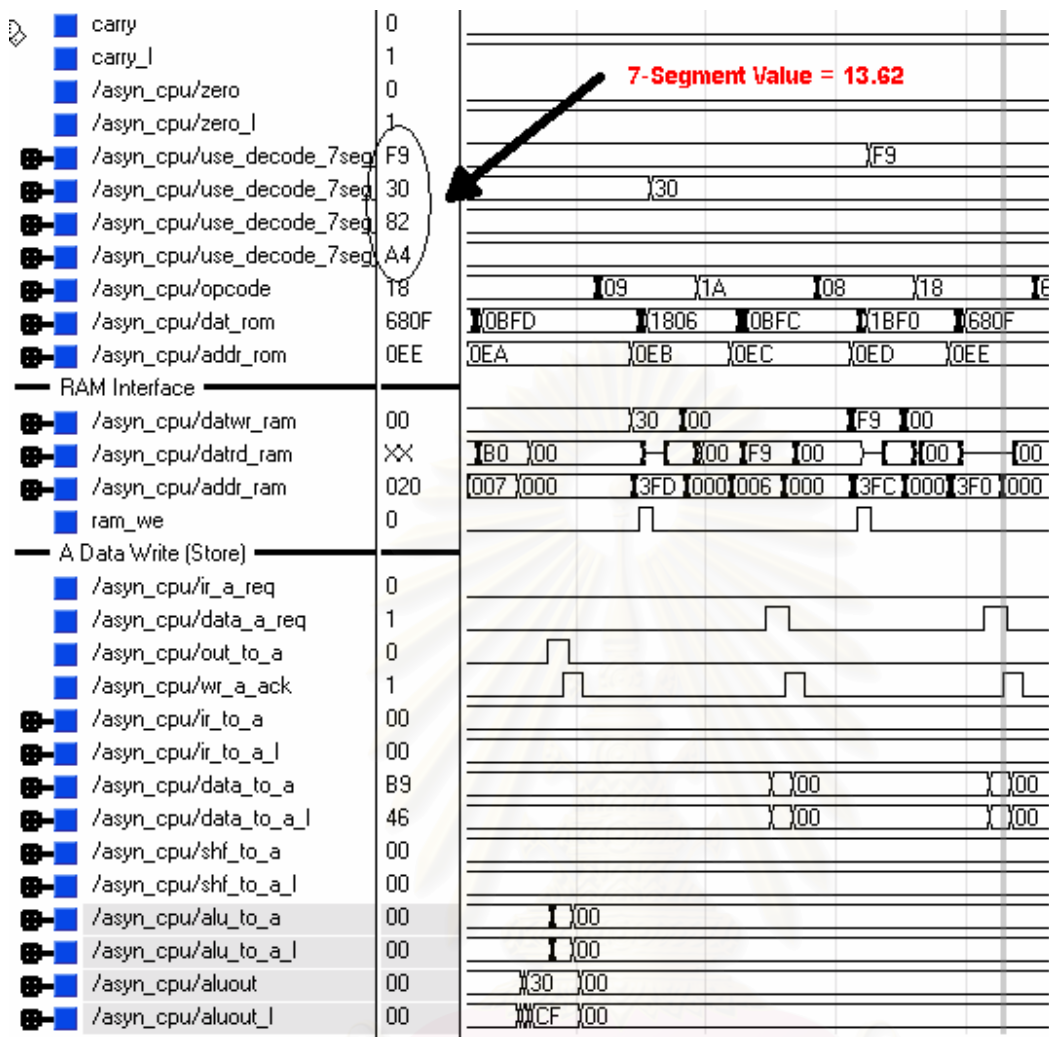 carry 0
carry_l 1
7-Segment Value = 13.62
/asyn_cpu/zero 0
/asyn_cpu/zero_l 1
/asyn_cpu/use_decode_7seg F9 F9
/asyn_cpu/use_decode_7seg 30 30
/asyn_cpu/use_decode_7seg 82
/asyn_cpu/use_decode_7seg A4
/asyn_cpu/opcode 18 09 1A 08 18
/asyn_cpu/dat_rom 680F 0BFD 1806 0BFC 1BF0 680F
/asyn_cpu/addr_rom 0EE 0EA 0EB 0EC 0ED 0EE
RAM Interface
/asyn_cpu/datwr_ram 00 30 00 F9 00
/asyn_cpu/datrd_ram XX B0 00 00 F9 00 00 00
/asyn_cpu/addr_ram 020 007 000 3FD 000 006 000 3FC 000 3F0 000
ram_we 0
A Data Write (Store)
/asyn_cpu/ir_a_req 0
/asyn_cpu/data_a_req 1
/asyn_cpu/out_to_a 0
/asyn_cpu/wr_a_ack 1
/asyn_cpu/ir_to_a 00
/asyn_cpu/ir_to_a_l 00
/asyn_cpu/data_to_a B9 00 00
/asyn_cpu/data_to_a_l 46 00 00
/asyn_cpu/shf_to_a 00
/asyn_cpu/shf_to_a_l 00
/asyn_cpu/alu_to_a 00 00
/asyn_cpu/alu_to_a_l 00 00
/asyn_cpu/aluout 00 30 00
/asyn_cpu/aluout_l 00 CF 00